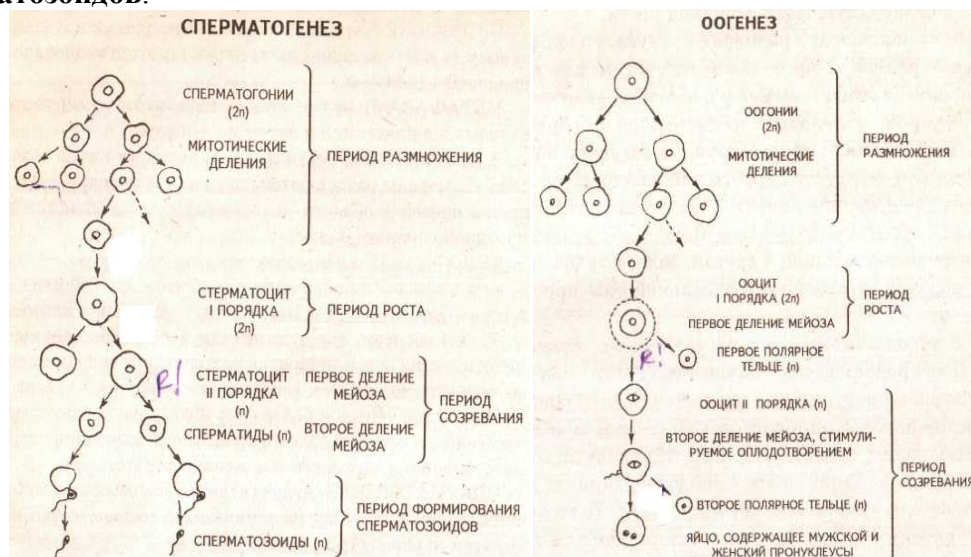 атозоидов.
СПЕРМАТОГЕНЕЗ
СПЕРМАТОГОНИИ
(2n)
МИТОТИЧЕСКИЕ
ДЕЛЕНИЯ
ПЕРИОД РАЗМНОЖЕНИЯ
СТЕРМАТОЦИТ
I ПОРЯДКА
(2n)
ПЕРИОД РОСТА
R!
СТЕРМАТОЦИТ
II ПОРЯДКА
(n)
ПЕРВОЕ ДЕЛЕНИЕ
МЕЙОЗА
СПЕРМАТИДЫ (n)
ВТОРОЕ ДЕЛЕНИЕ
МЕЙОЗА
ПЕРИОД
СОЗРЕВАНИЯ
ПЕРИОД ФОРМИРОВАНИЯ
СПЕРМАТОЗОИДОВ
СПЕРМАТОЗОИДЫ (n)
ООГЕНЕЗ
ООГОНИИ
(2n)
МИТОТИЧЕСКИЕ
ДЕЛЕНИЯ
ПЕРИОД
РАЗМНОЖЕНИЯ
ООЦИТ
I ПОРЯДКА (2n)
ПЕРВОЕ ДЕЛЕНИЕ МЕЙОЗА
ПЕРИОД
РОСТА
R!
ПЕРВОЕ ПОЛЯРНОЕ
ТЕЛЬЦЕ (n)
ООЦИТ II ПОРЯДКА (n)
ВТОРОЕ ДЕЛЕНИЕ МЕЙОЗА, СТИМУЛИ-
РУЕМОЕ ОПЛОДОТВОРЕНИЕМ
ПЕРИОД
СОЗРЕВАНИЯ
ВТОРОЕ ПОЛЯРНОЕ ТЕЛЬЦЕ (n)
ЯЙЦО, СОДЕРЖАЩЕЕ МУЖСКОЙ И
ЖЕНСКИЙ ПРОНУКЛЕУСЫ